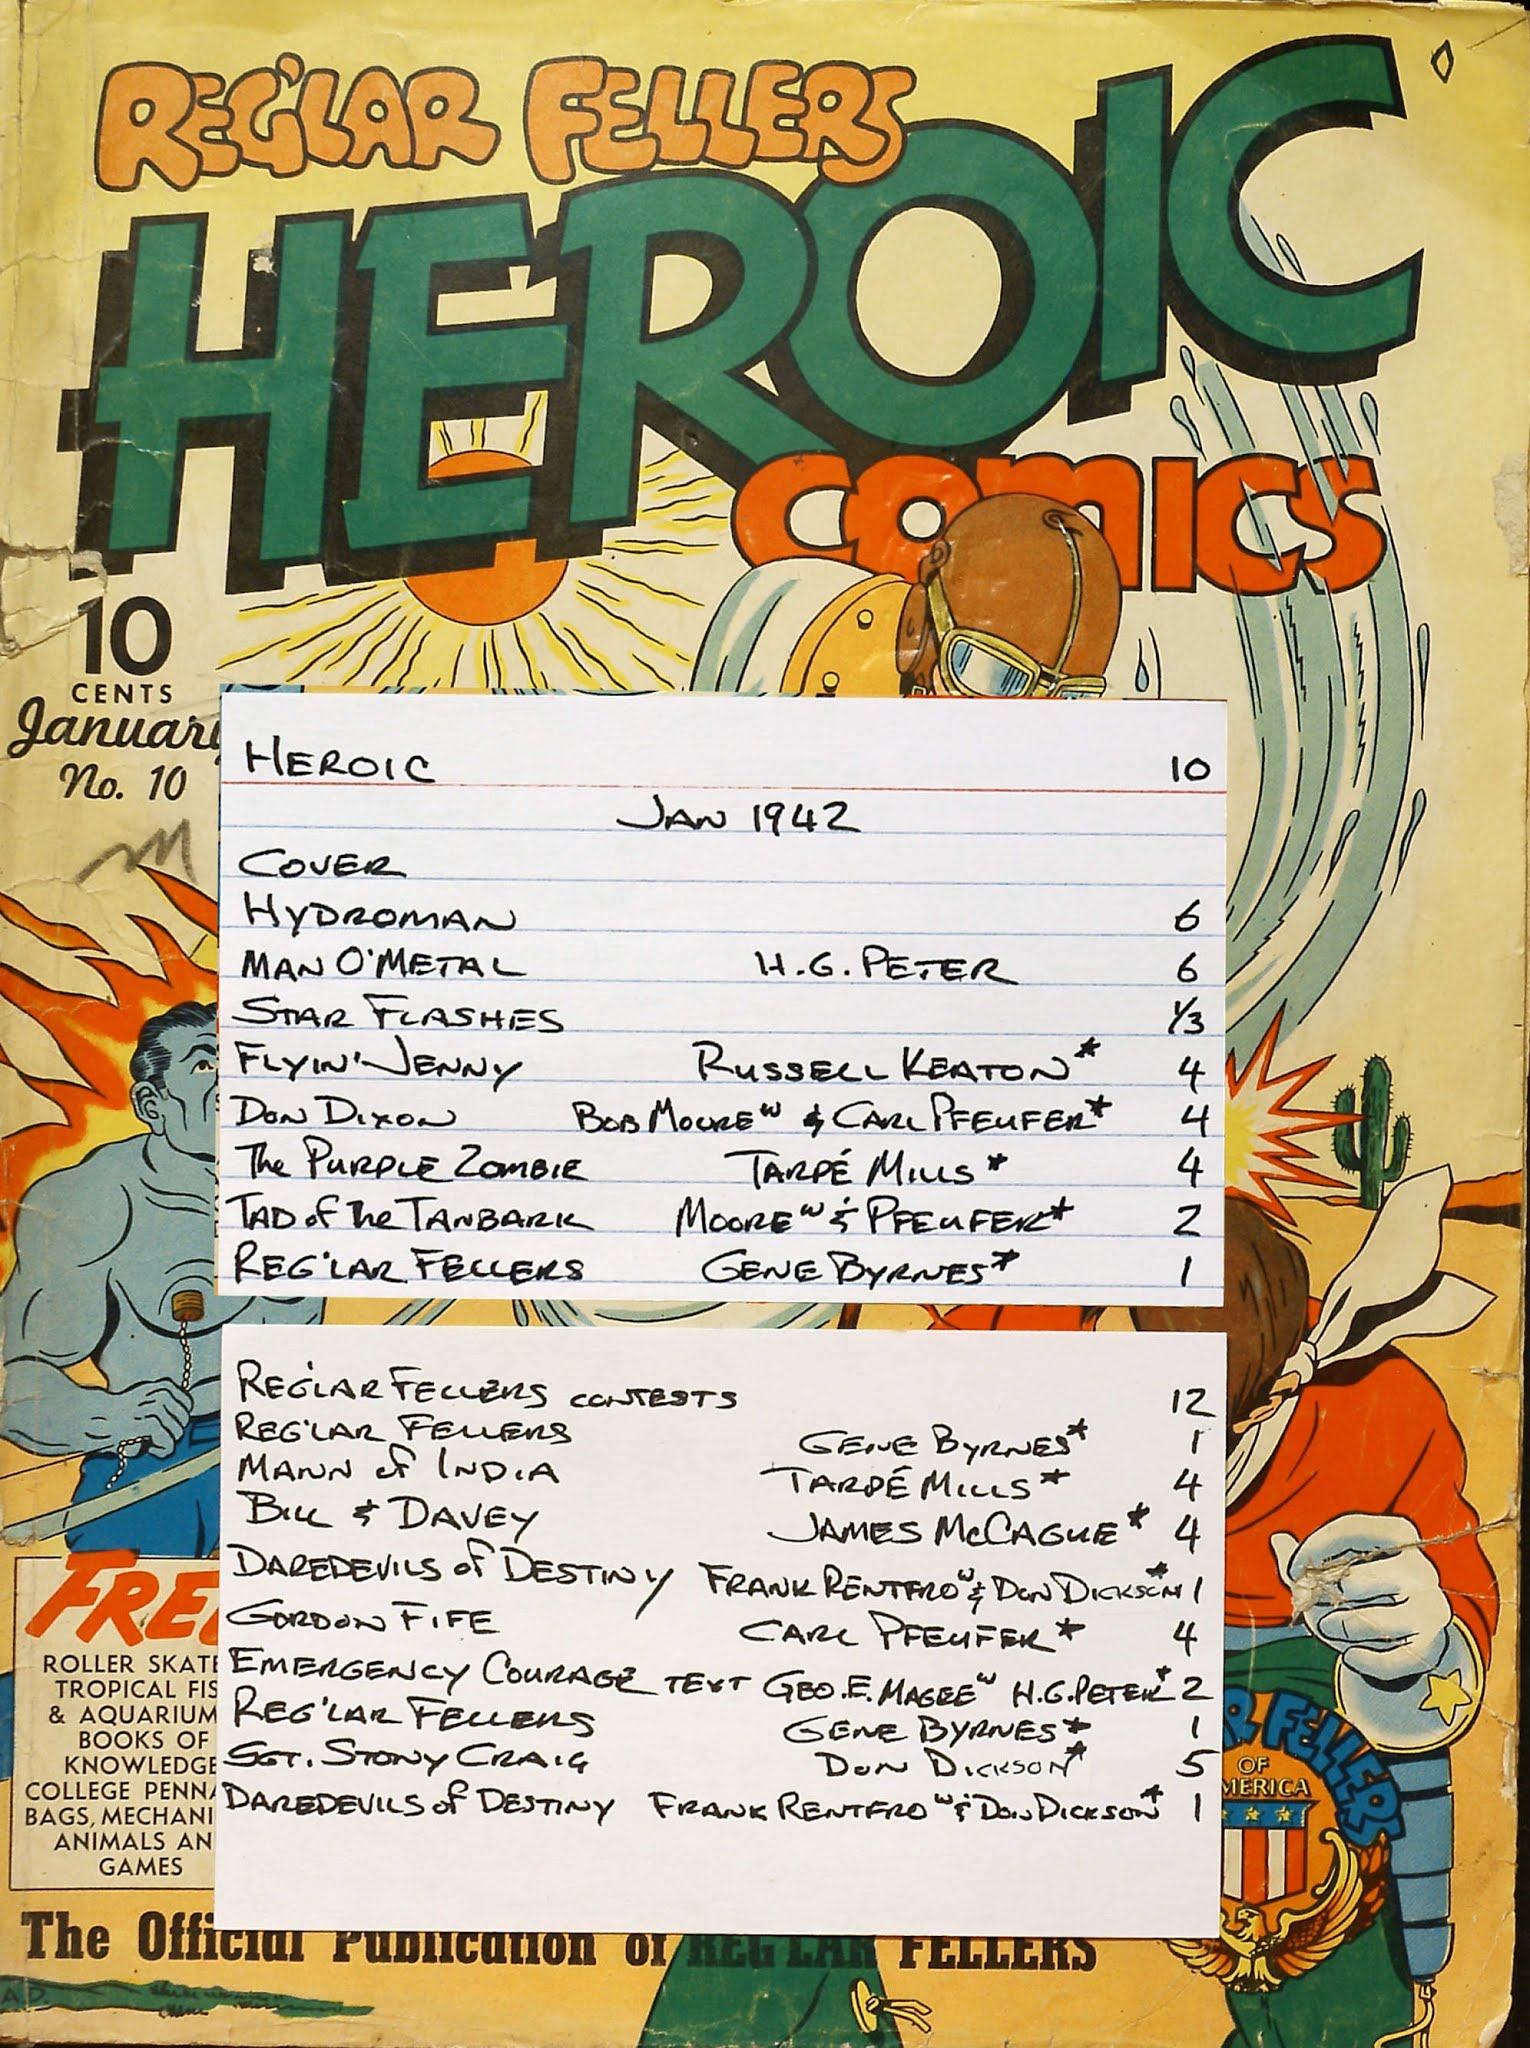 REG'LAR FELLERS
HEROIC
COMICS
10
CENTS
January
No. 10
HEROIC 10
JAN 1942
COVER
HYDROMAN 6
MAN O'METAL H.G. PETER 6
STAR FLASHES 1/3
FLYIN' JENNY RUSSELL KEATON* 4
DON DIXON BOB MOORE w & CARL PFEUFER* 4
The PURPLE ZOMBIE TARPÉ MILLS* 4
TAD of the TANBARK MOORE w & PFEUFER* 2
REG'LAR FELLERS GENE BYRNES* 1
REG'LAR FELLERS CONTESTS 12
REG'LAR FELLERS GENE BYRNES* 1
MANN of INDIA TARPÉ MILLS* 4
BILL & DAVEY JAMES McCAGUE* 4
DAREDEVILS of DESTINY FRANK RENTFRO w & DON DICKSON* 1
GORDON FIFE CARL PFEUFER* 4
EMERGENCY COURAGE TEXT GEO. E. MAGEE w H.G. PETER* 2
REG'LAR FELLERS GENE BYRNES* 1
SGT. STONY CRAIG DON DICKSON* 5
DAREDEVILS of DESTINY FRANK RENTFRO w & DON DICKSON* 1
FRE
ROLLER SKATE
TROPICAL FIS
& AQUARIUM
BOOKS OF
KNOWLEDGE
COLLEGE PENNA
BAGS, MECHANI
ANIMALS AN
GAMES
R FELLERS
OF
MERICA
The Official Publication of REG'LAR FELLERS
A.D.